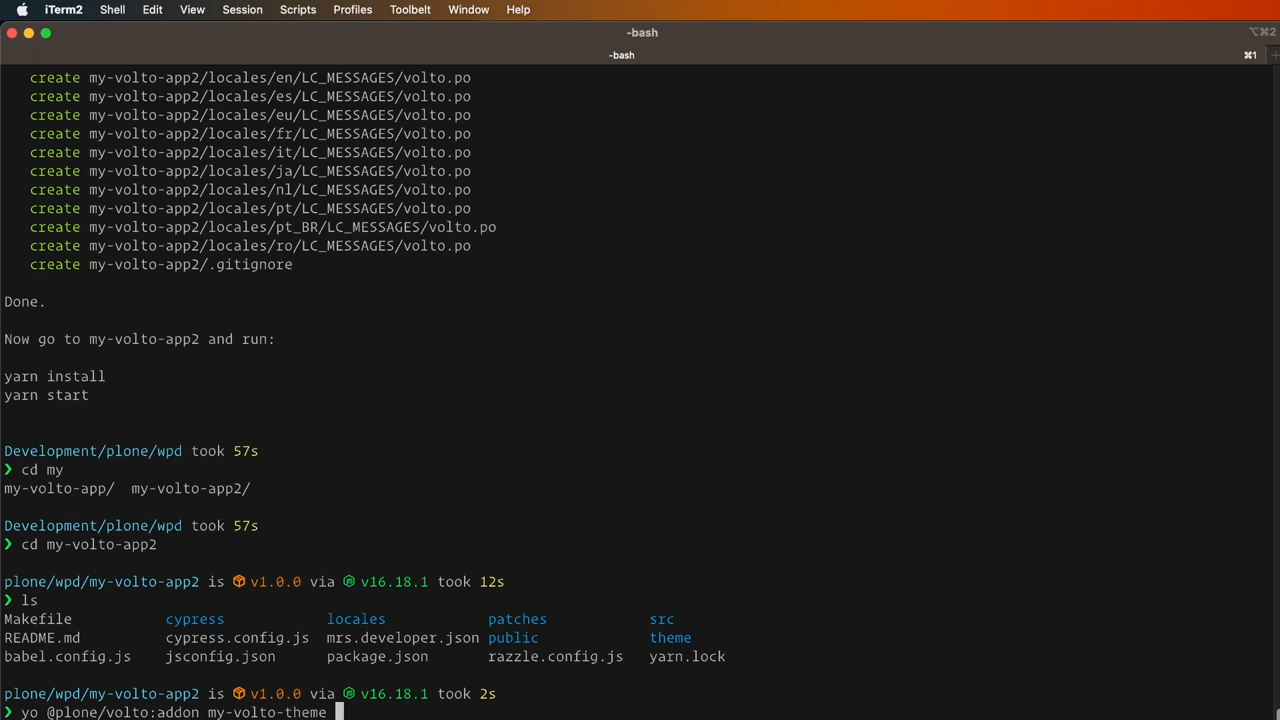 iTerm2 Shell Edit View Session Scripts Profiles Toolbelt Window Help
-bash ⌥⌘2
-bash ⌘1
create my-volto-app2/locales/en/LC_MESSAGES/volto.po
create my-volto-app2/locales/es/LC_MESSAGES/volto.po
create my-volto-app2/locales/eu/LC_MESSAGES/volto.po
create my-volto-app2/locales/fr/LC_MESSAGES/volto.po
create my-volto-app2/locales/it/LC_MESSAGES/volto.po
create my-volto-app2/locales/ja/LC_MESSAGES/volto.po
create my-volto-app2/locales/nl/LC_MESSAGES/volto.po
create my-volto-app2/locales/pt/LC_MESSAGES/volto.po
create my-volto-app2/locales/pt_BR/LC_MESSAGES/volto.po
create my-volto-app2/locales/ro/LC_MESSAGES/volto.po
create my-volto-app2/.gitignore
Done.
Now go to my-volto-app2 and run:
yarn install
yarn start
Development/plone/wpd took 57s
❯ cd my
my-volto-app/ my-volto-app2/
Development/plone/wpd took 57s
❯ cd my-volto-app2
plone/wpd/my-volto-app2 is v1.0.0 via v16.18.1 took 12s
❯ ls
Makefile cypress locales patches src
README.md cypress.config.js mrs.developer.json public theme
babel.config.js jsconfig.json package.json razzle.config.js yarn.lock
plone/wpd/my-volto-app2 is v1.0.0 via v16.18.1 took 2s
❯ yo @plone/volto:addon my-volto-theme